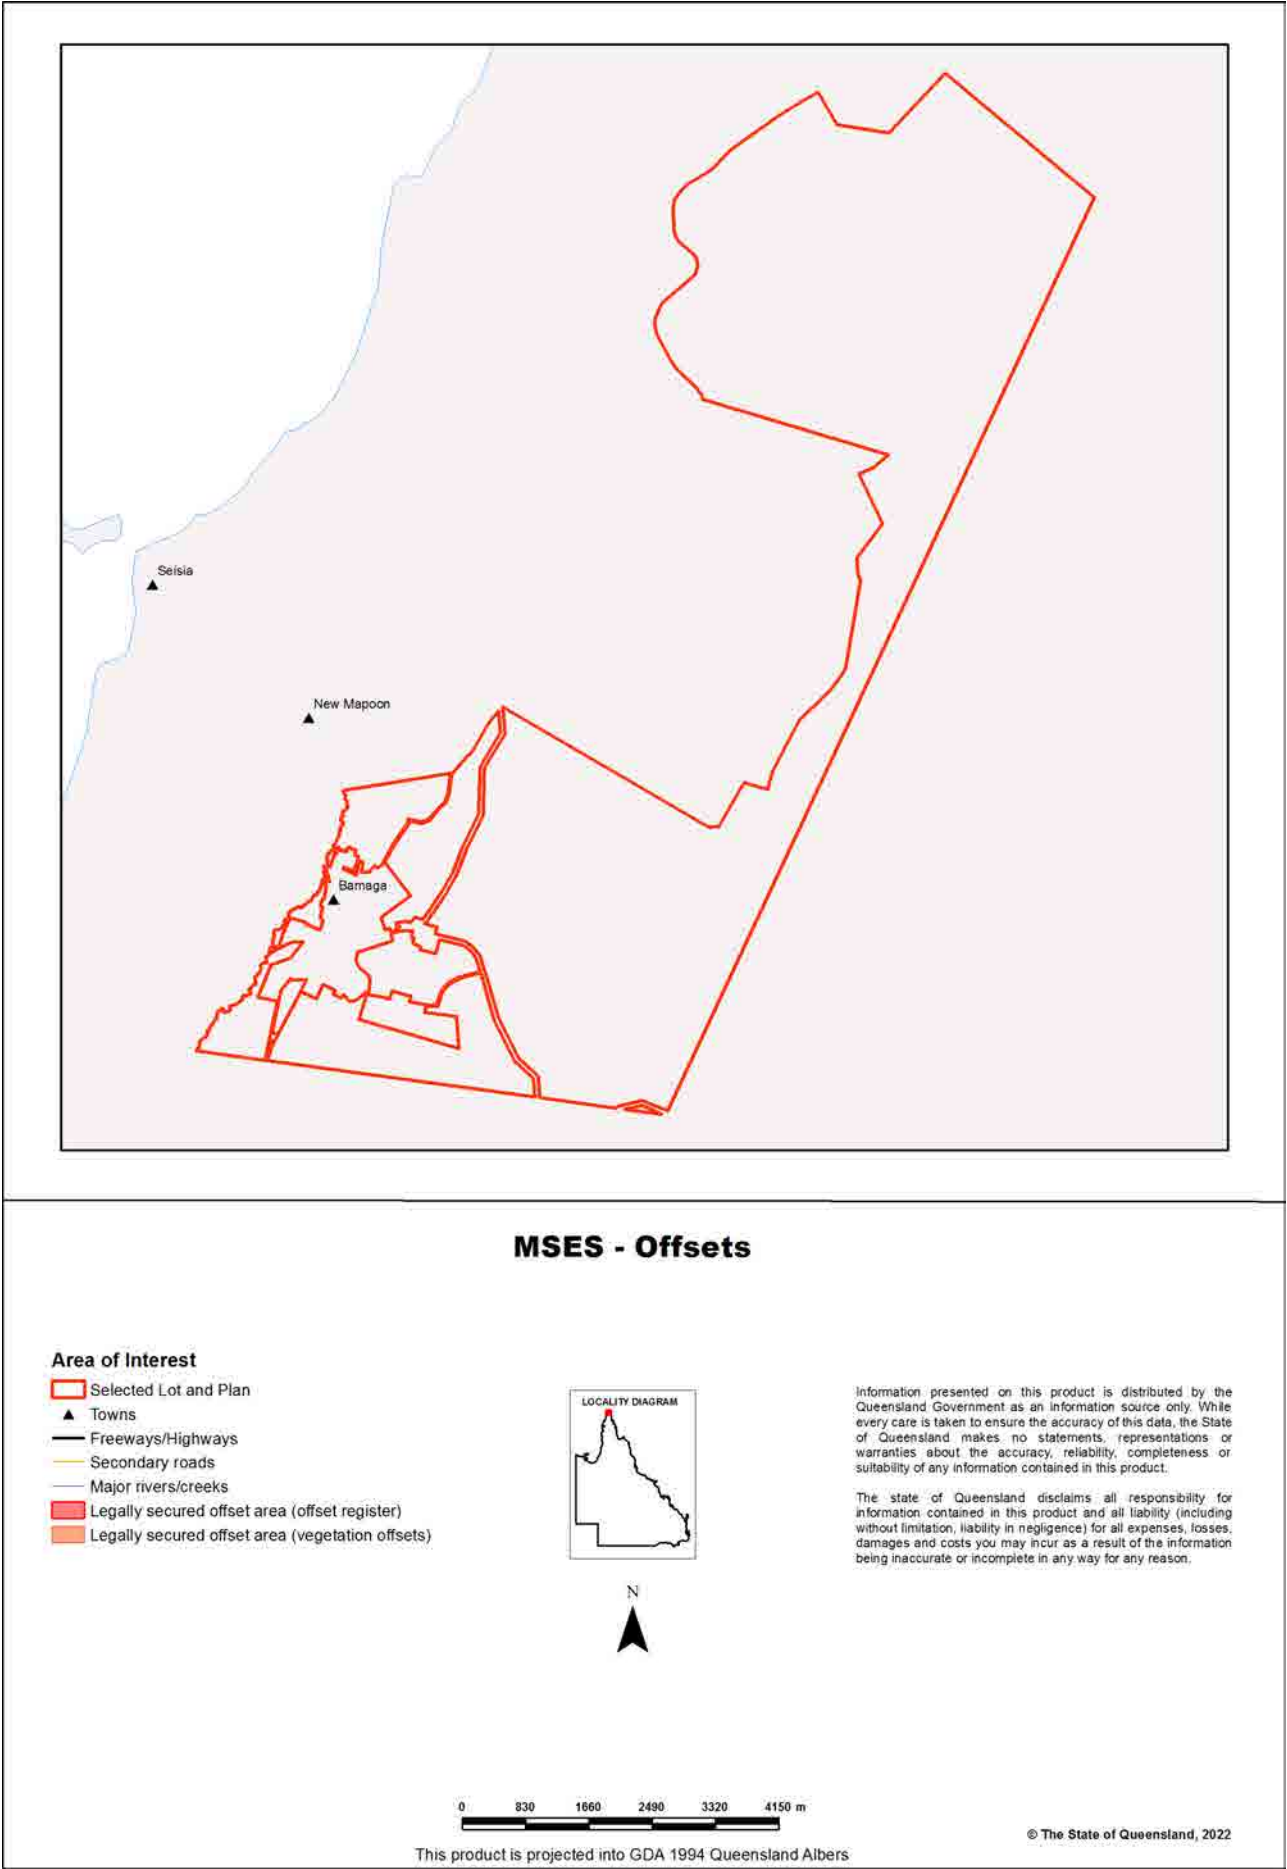 Seisia
New Mapoon
Bamaga
MSES - Offsets
Area of Interest
Selected Lot and Plan
Towns
Freeways/Highways
Secondary roads
Major rivers/creeks
Legally secured offset area (offset register)
Legally secured offset area (vegetation offsets)
LOCALITY DIAGRAM
N
Information presented on this product is distributed by the
Queensland Government as an information source only. While
every care is taken to ensure the accuracy of this data, the State
of Queensland makes no statements, representations or
warranties about the accuracy, reliability, completeness or
suitability of any information contained in this product.
The state of Queensland disclaims all responsibility for
information contained in this product and all liability (including
without limitation, liability in negligence) for all expenses, losses,
damages and costs you may incur as a result of the information
being inaccurate or incomplete in any way for any reason.
0 830 1660 2490 3320 4150 m
This product is projected into GDA 1994 Queensland Albers
© The State of Queensland, 2022